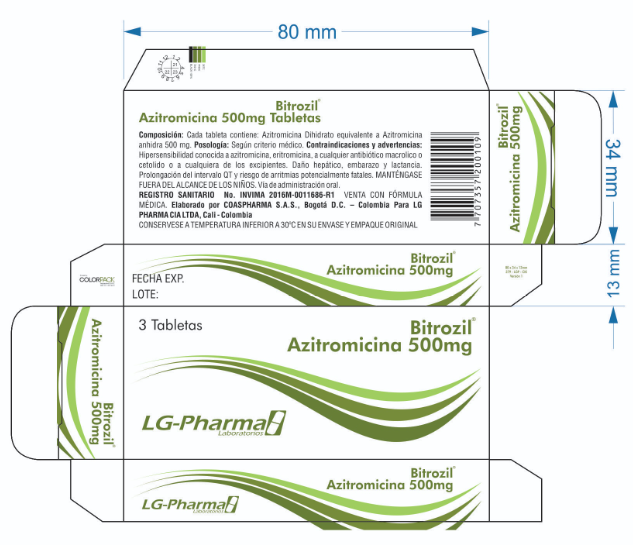 80 mm
Bitrozil®
Azitromicina 500mg Tabletas
Composición: Cada tableta contiene: Azitromicina Dihidrato equivalente a Azitromicina
anhidra 500 mg. Posología: Según criterio médico. Contraindicaciones y advertencias:
Hipersensibilidad conocida a azitromicina, eritromicina, a cualquier antibiótico macrolico o
cetolido o a cualquiera de los excipientes. Daño hepático, embarazo y lactancia.
Prolongación del intervalo QT y riesgo de arritmias potencialmente fatales. MANTÉNGASE
FUERA DEL ALCANCE DE LOS NIÑOS. Vía de administración oral.
REGISTRO SANITARIO No. INVIMA 2016M-0011686-R1 VENTA CON FÓRMULA
MÉDICA. Elaborado por COASPHARMA S.A.S., Bogotá D.C. – Colombia Para LG
PHARMA CIA LTDA, Cali - Colombia
CONSERVESE A TEMPERATURA INFERIOR A 30°C EN SU ENVASE Y EMPAQUE ORIGINAL
7 707357 200109
Bitrozil®
Azitromicina 500mg
34 mm
COLORPACK
FECHA EXP.
LOTE:
Bitrozil®
Azitromicina 500mg
13 mm
Bitrozil®
Azitromicina 500mg
3 Tabletas
Bitrozil®
Azitromicina 500mg
LG-Pharma
Laboratorios
Bitrozil®
Azitromicina 500mg
LG-Pharma
Laboratorios